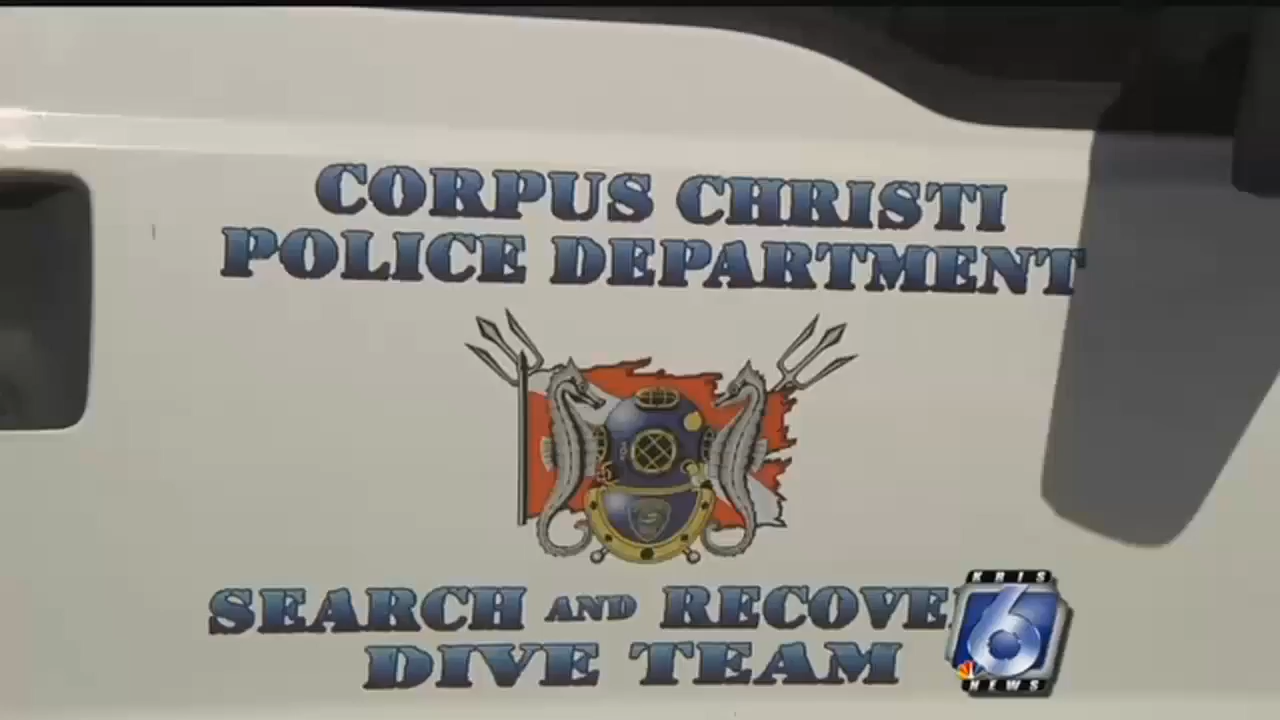 CORPUS CHRISTI
POLICE DEPARTMENT
SEARCH AND RECOVE
DIVE TEAM
KRIS
6
NEWS